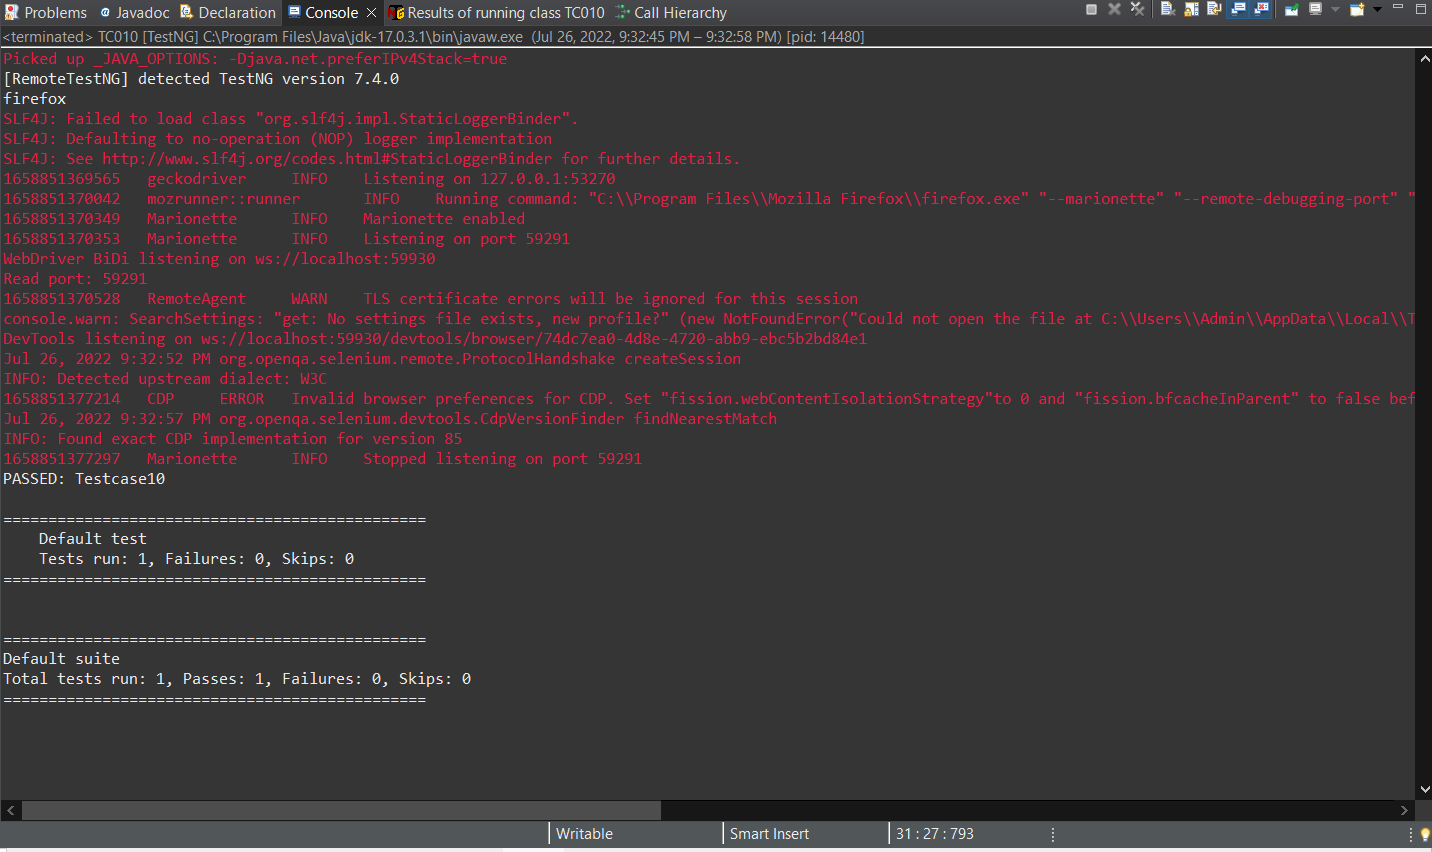 Problems Javadoc Declaration Console Results of running class TC010 Call Hierarchy
<terminated> TC010 [TestNG] C:\Program Files\Java\jdk-17.0.3.1\bin\javaw.exe (Jul 26, 2022, 9:32:45 PM – 9:32:58 PM) [pid: 14480]
Picked up _JAVA_OPTIONS: -Djava.net.preferIPv4Stack=true
[RemoteTestNG] detected TestNG version 7.4.0
firefox
SLF4J: Failed to load class "org.slf4j.impl.StaticLoggerBinder".
SLF4J: Defaulting to no-operation (NOP) logger implementation
SLF4J: See http://www.slf4j.org/codes.html#StaticLoggerBinder for further details.
1658851369565 geckodriver INFO Listening on 127.0.0.1:53270
1658851370042 mozrunner::runner INFO Running command: "C:\\Program Files\\Mozilla Firefox\\firefox.exe" "--marionette" "--remote-debugging-port" "
1658851370349 Marionette INFO Marionette enabled
1658851370353 Marionette INFO Listening on port 59291
WebDriver BiDi listening on ws://localhost:59930
Read port: 59291
1658851370528 RemoteAgent WARN TLS certificate errors will be ignored for this session
console.warn: SearchSettings: "get: No settings file exists, new profile?" (new NotFoundError("Could not open the file at C:\\Users\\Admin\\AppData\\Local\\T
DevTools listening on ws://localhost:59930/devtools/browser/74dc7ea0-4d8e-4720-abb9-ebc5b2bd84e1
Jul 26, 2022 9:32:52 PM org.openqa.selenium.remote.ProtocolHandshake createSession
INFO: Detected upstream dialect: W3C
1658851377214 CDP ERROR Invalid browser preferences for CDP. Set "fission.webContentIsolationStrategy"to 0 and "fission.bfcacheInParent" to false bef
Jul 26, 2022 9:32:57 PM org.openqa.selenium.devtools.CdpVersionFinder findNearestMatch
INFO: Found exact CDP implementation for version 85
1658851377297 Marionette INFO Stopped listening on port 59291
PASSED: Testcase10
===============================================
Default test
Tests run: 1, Failures: 0, Skips: 0
===============================================
===============================================
Default suite
Total tests run: 1, Passes: 1, Failures: 0, Skips: 0
===============================================
Writable Smart Insert 31 : 27 : 793